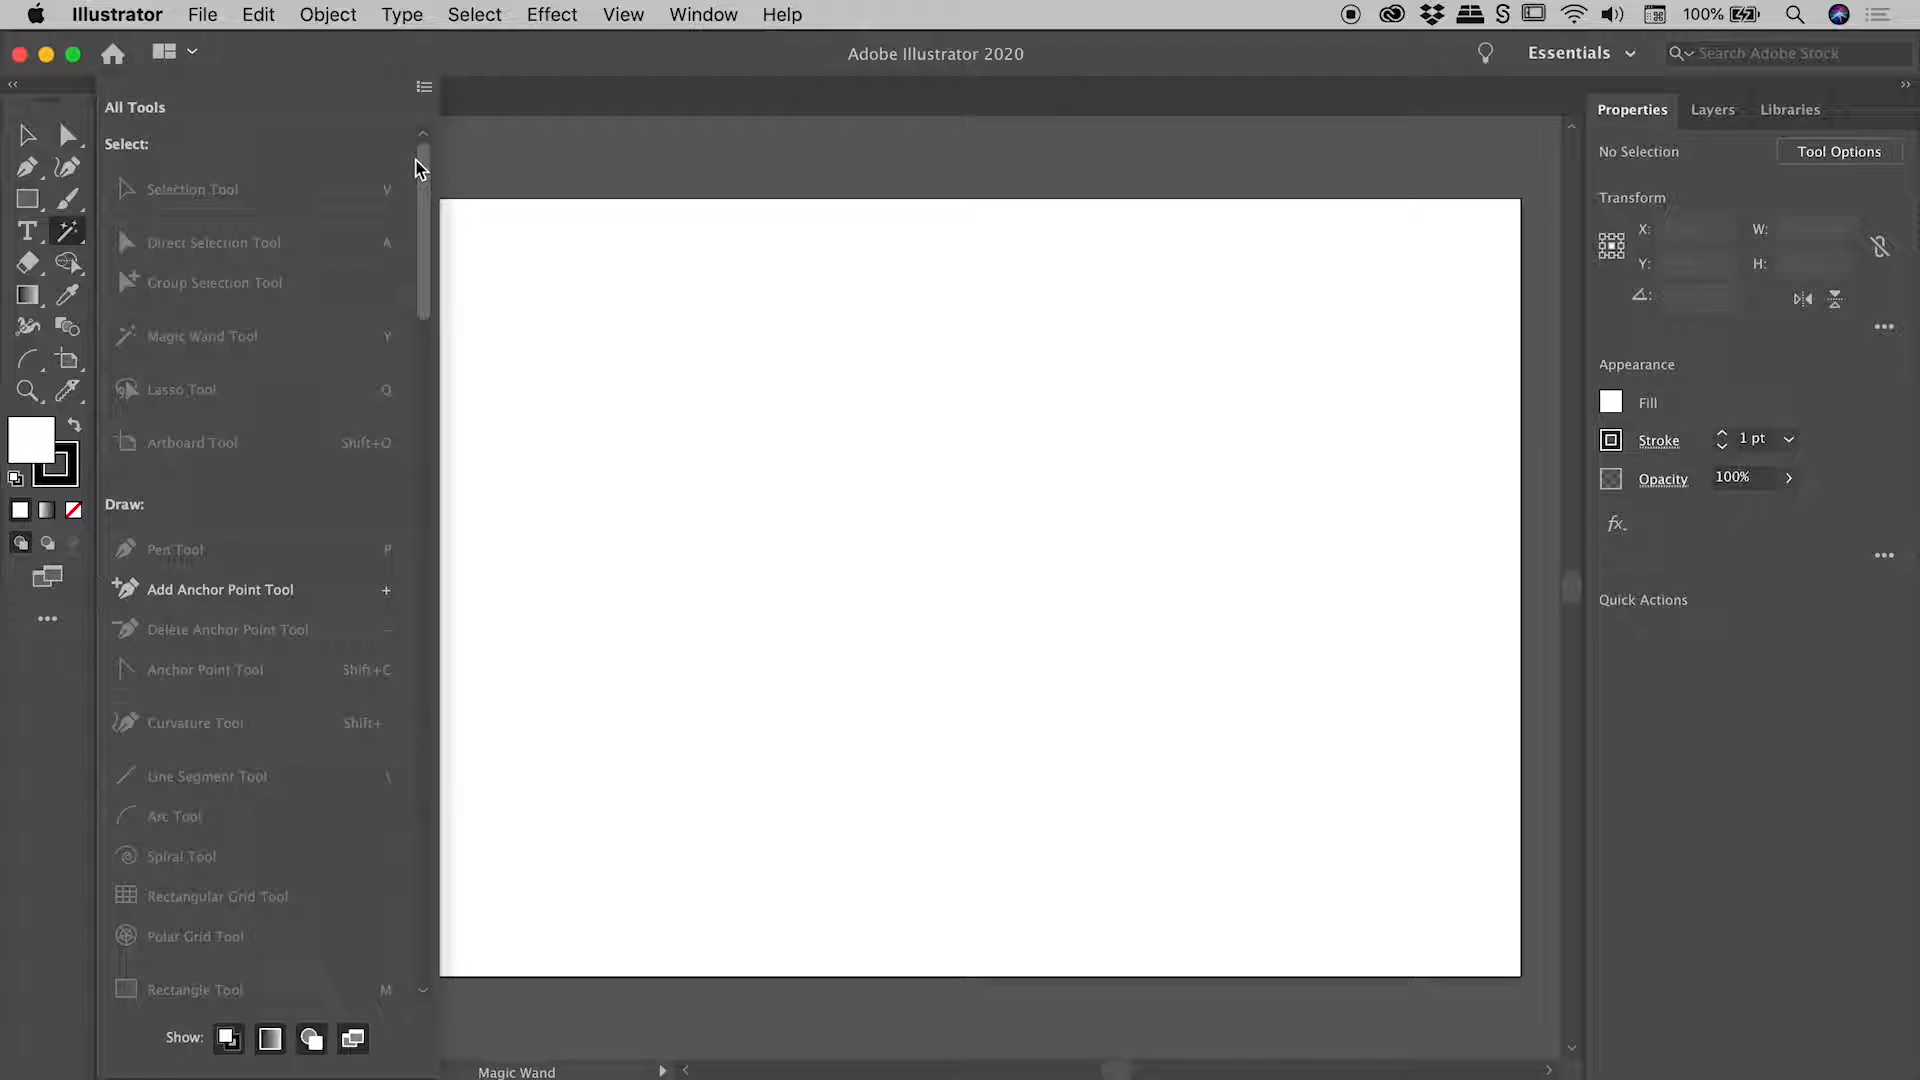 Illustrator File Edit Object Type Select Effect View Window Help 100%
Adobe Illustrator 2020 Essentials Search Adobe Stock
All Tools
Select:
Selection Tool V
Direct Selection Tool A
Group Selection Tool
Magic Wand Tool Y
Lasso Tool Q
Artboard Tool Shift+O
Draw:
Pen Tool P
Add Anchor Point Tool +
Delete Anchor Point Tool -
Anchor Point Tool Shift+C
Curvature Tool Shift+
Line Segment Tool \
Arc Tool
Spiral Tool
Rectangular Grid Tool
Polar Grid Tool
Rectangle Tool M
Show:
Magic Wand
Properties Layers Libraries
No Selection Tool Options
Transform
X: W:
Y: H:
Appearance
Fill
Stroke 1 pt
Opacity 100%
fx.
Quick Actions